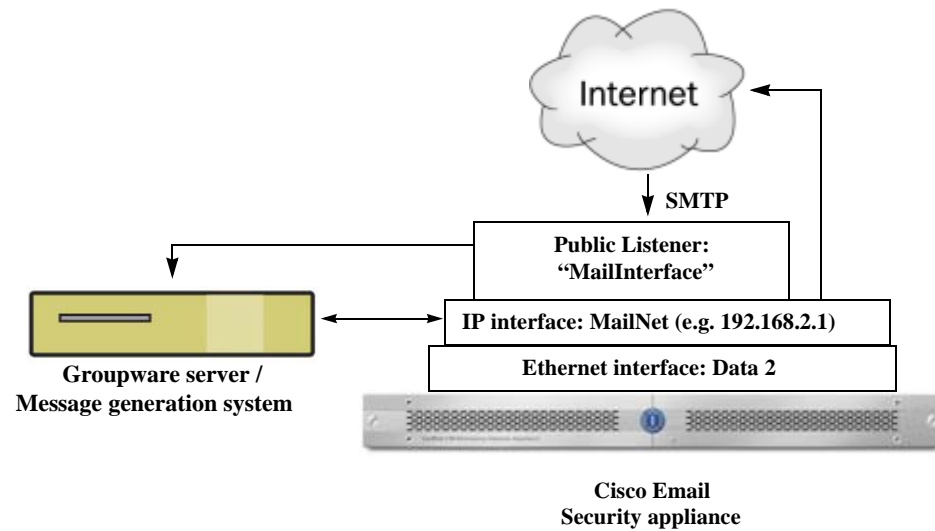 Internet
SMTP
Public Listener:
“MailInterface”
IP interface: MailNet (e.g. 192.168.2.1)
Ethernet interface: Data 2
Groupware server /
Message generation system
Cisco Email
Security appliance